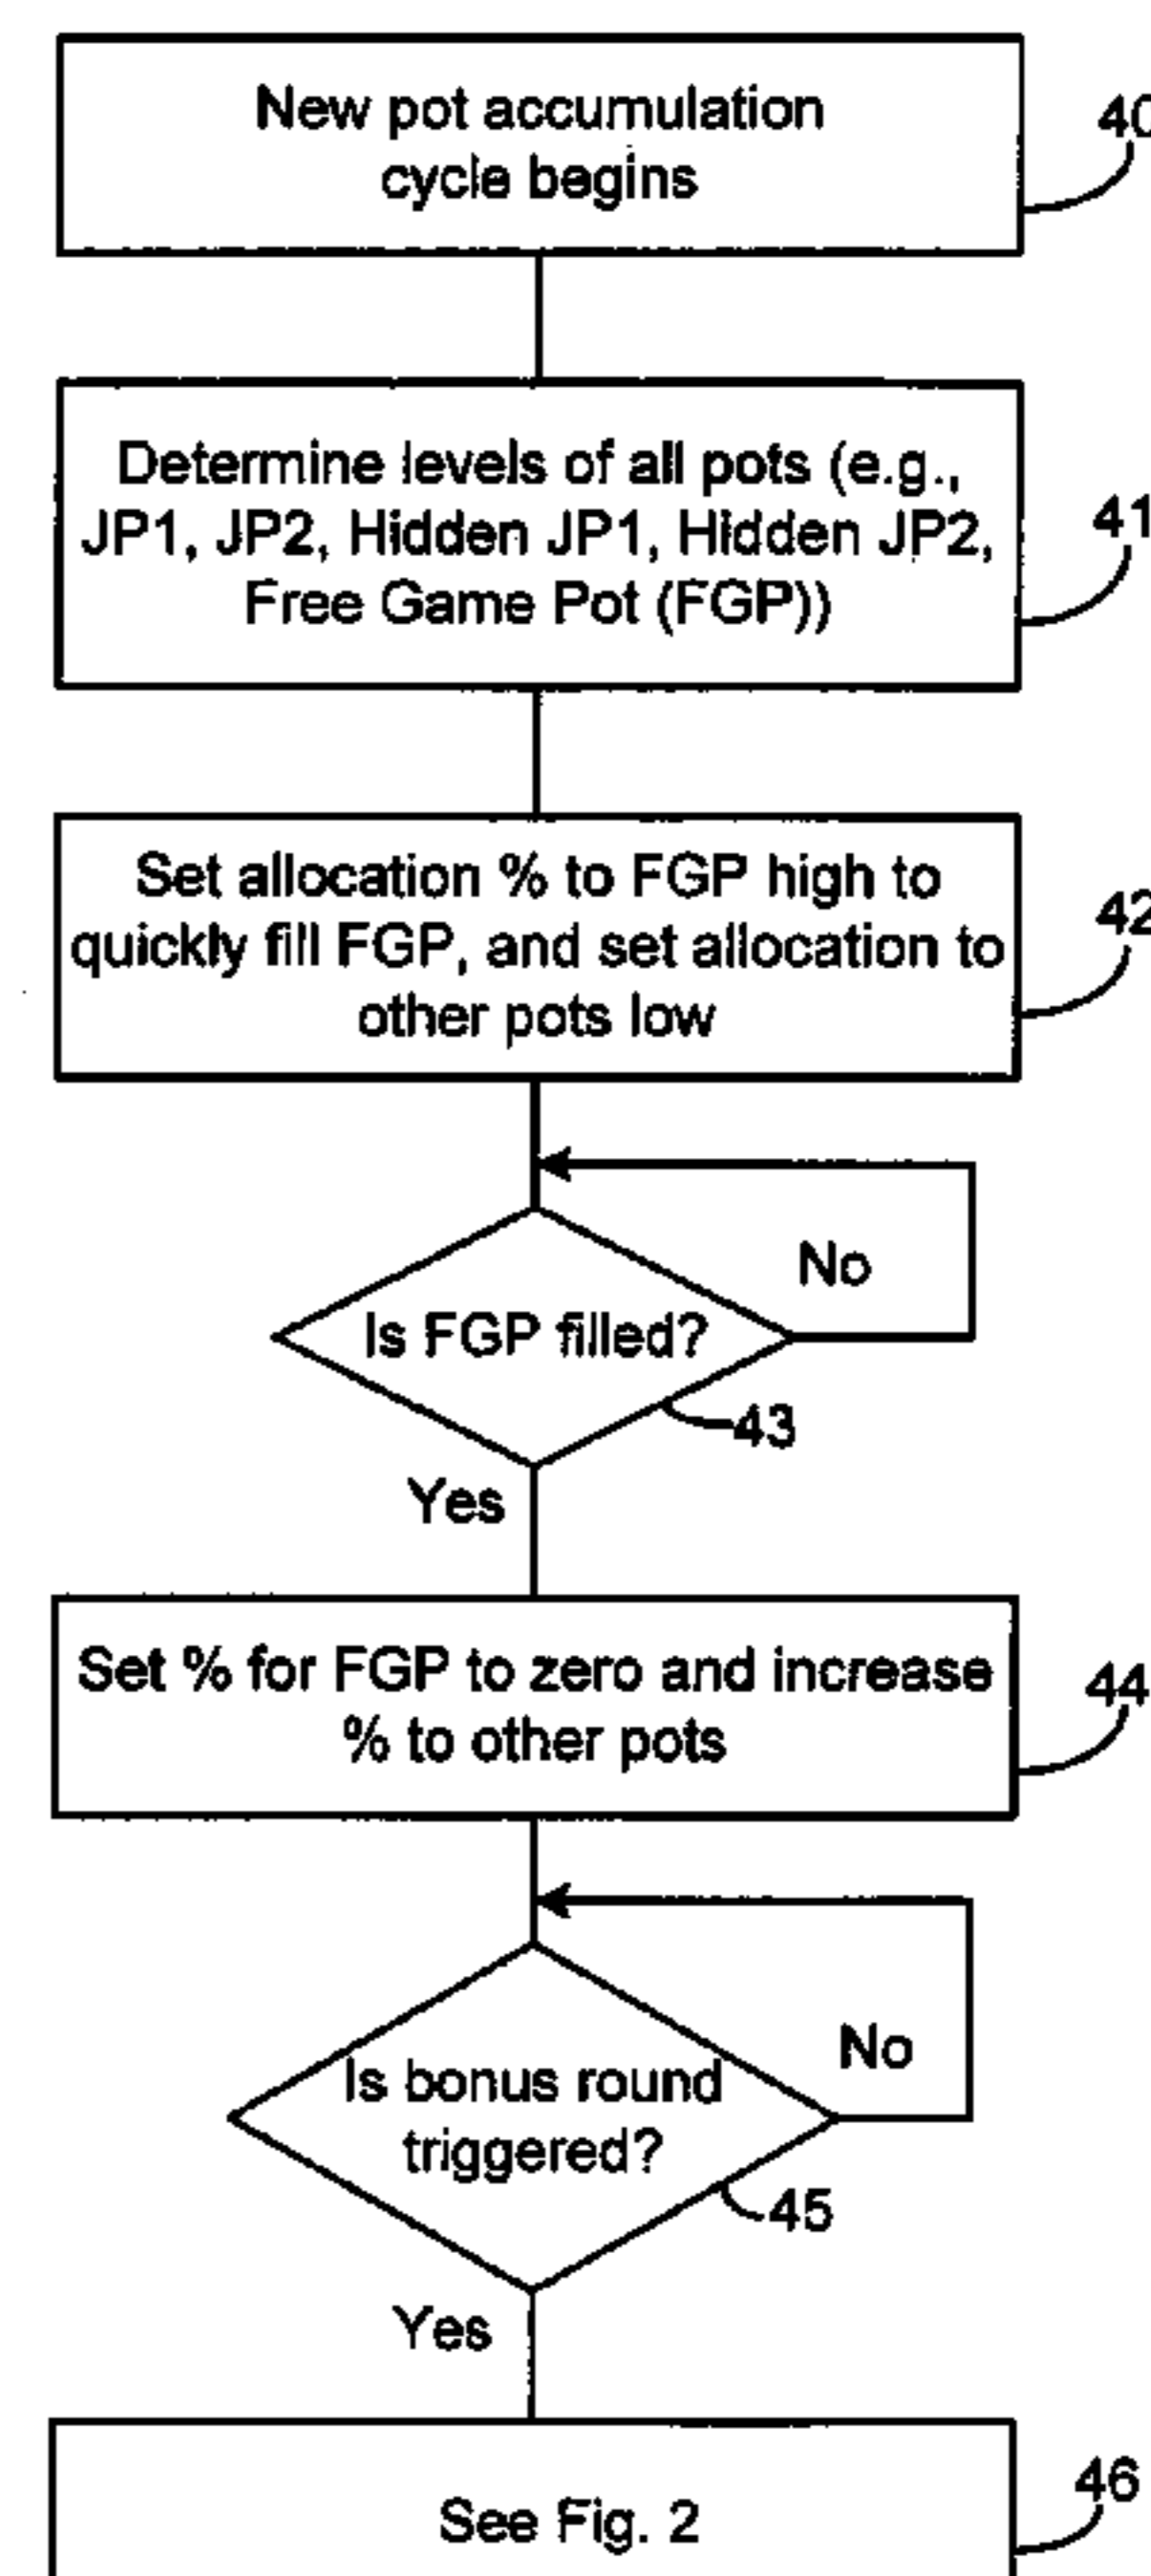 New pot accumulation
cycle begins
40
Determine levels of all pots (e.g.,
JP1, JP2, Hidden JP1, Hidden JP2,
Free Game Pot (FGP))
41
Set allocation % to FGP high to
quickly fill FGP, and set allocation to
other pots low
42
No
Is FGP filled?
43
Yes
Set % for FGP to zero and increase
% to other pots
44
No
Is bonus round
triggered?
45
Yes
See Fig. 2
46